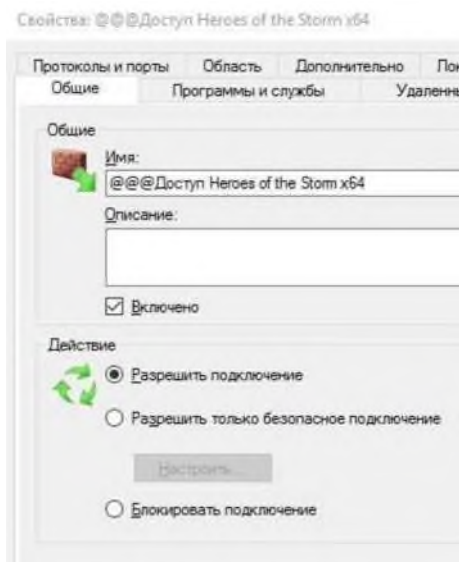 Свойства: @@@Доступ Heroes of the Storm x64
Протоколы и порты Область Дополнительно
Общие Программы и службы
Общие
Имя:
@@@Доступ Heroes of the Storm x64
Описание:
Включено
Действие
Разрешить подключение
Разрешить только безопасное подключение
Настроить...
Блокировать подключение